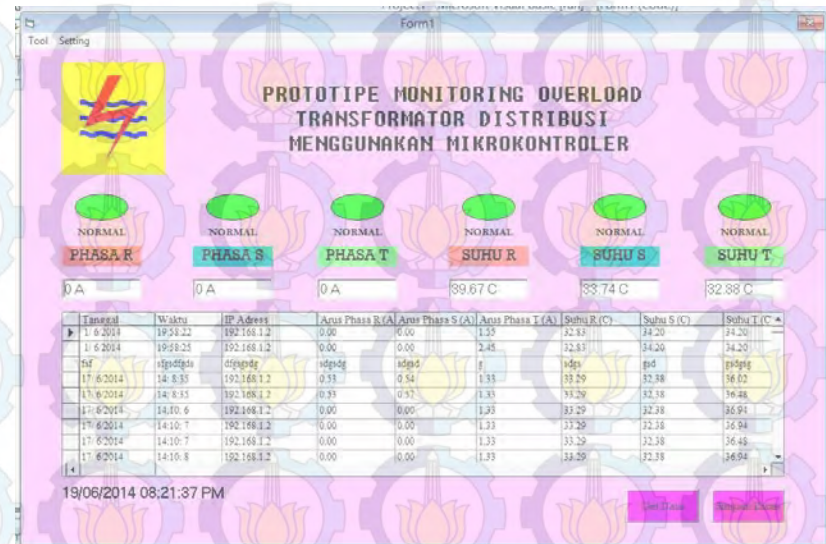 Form1
Tool Setting
PROTOTIPE MONITORING OVERLOAD
TRANSFORMATOR DISTRIBUSI
MENGGUNAKAN MIKROKONTROLER
NORMAL NORMAL NORMAL NORMAL NORMAL NORMAL
PHASA R PHASA S PHASA T SUHU R SUHU S SUHU T
0 A 0 A 0 A 39.67 C 33.74 C 32.88 C
Tanggal Waktu IP Adress Arus Phasa R (A Arus Phasa S (A) Arus Phasa T (A) Suhu R (C) Suhu S (C) Suhu T (C
1/ 6/2014 19:58:22 192.168.1.2 0.00 0.00 1.55 32.83 34.20 34.20
1/ 6/2014 19:58:25 192.168.1.2 0.00 0.00 2.45 32.83 34.20 34.20
17/ 6/2014 14: 8:35 192.168.1.2 0.53 0.54 1.33 33.29 32.38 36.02
17/ 6/2014 14: 8:35 192.168.1.2 0.53 0.57 1.33 33.29 32.38 36.48
17/ 6/2014 14:10: 6 192.168.1.2 0.00 0.00 1.33 33.29 32.38 36.94
17/ 6/2014 14:10: 7 192.168.1.2 0.00 0.00 1.33 33.29 32.38 36.94
17/ 6/2014 14:10: 7 192.168.1.2 0.00 0.00 1.33 33.29 32.38 36.48
17/ 6/2014 14:10: 8 192.168.1.2 0.00 0.00 1.33 33.29 32.38 36.94
19/06/2014 08:21:37 PM